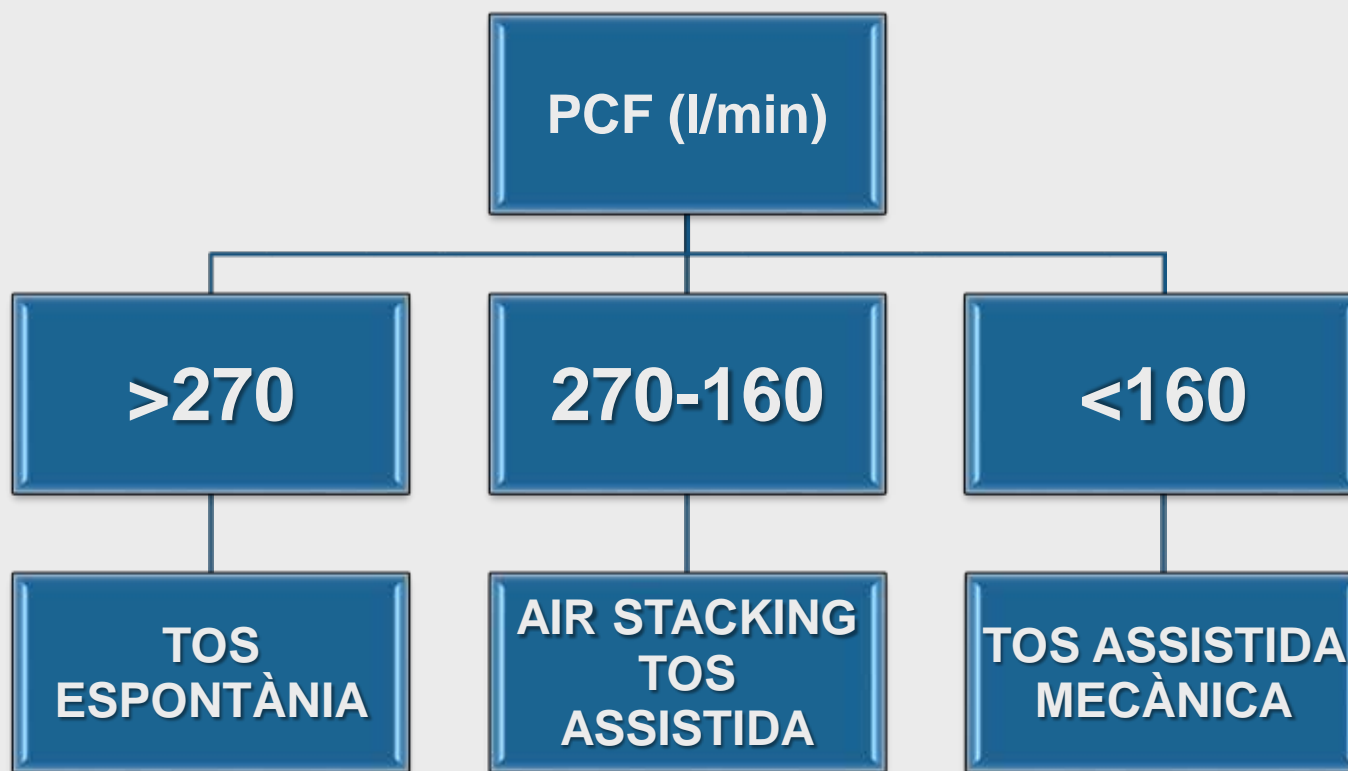 PCF (l/min)
>270
270-160
<160
TOS
ESPONTÀNIA
AIR STACKING
TOS
ASSISTIDA
TOS ASSISTIDA
MECÀNICA